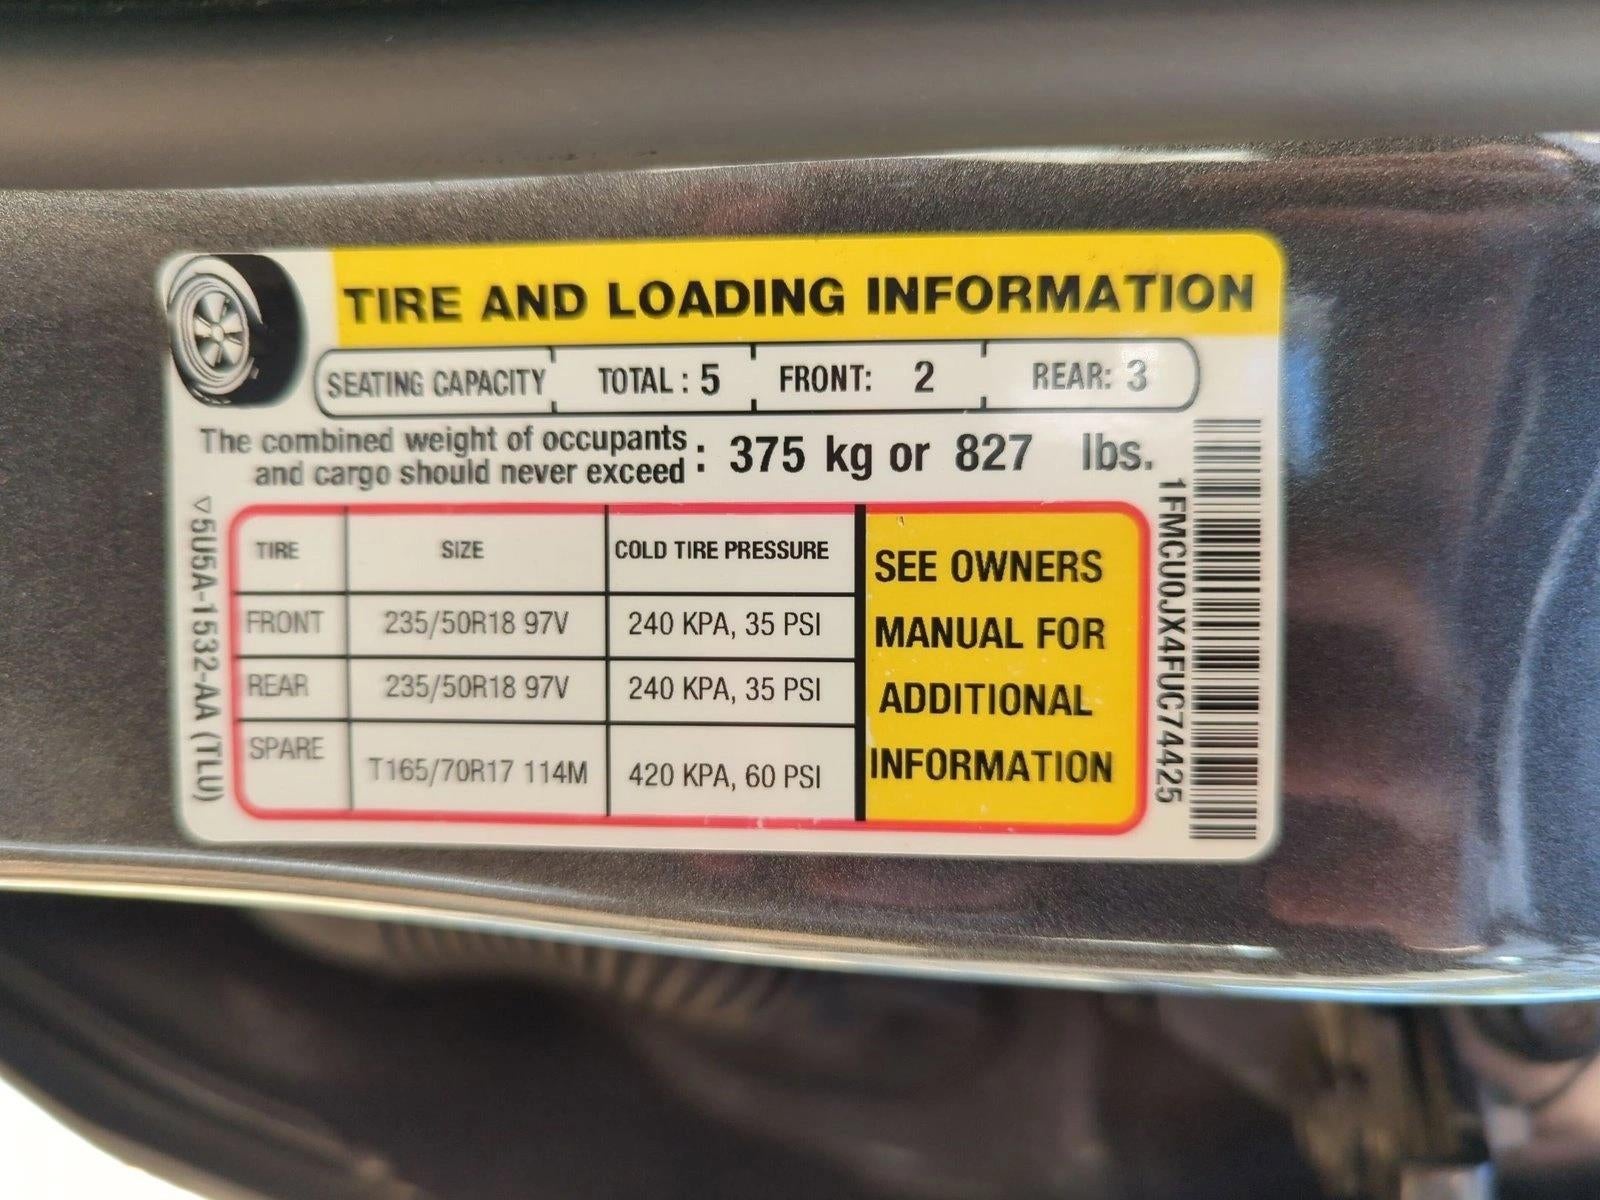 TIRE AND LOADING INFORMATION
SEATING CAPACITY TOTAL : 5 FRONT: 2 REAR: 3
The combined weight of occupants
and cargo should never exceed : 375 kg or 827 lbs.
TIRE SIZE COLD TIRE PRESSURE
FRONT 235/50R18 97V 240 KPA, 35 PSI
REAR 235/50R18 97V 240 KPA, 35 PSI
SPARE T165/70R17 114M 420 KPA, 60 PSI
SEE OWNERS
MANUAL FOR
ADDITIONAL
INFORMATION
▽5U5A-1532-AA (TLU)
1FMCU0JX4FUC74425